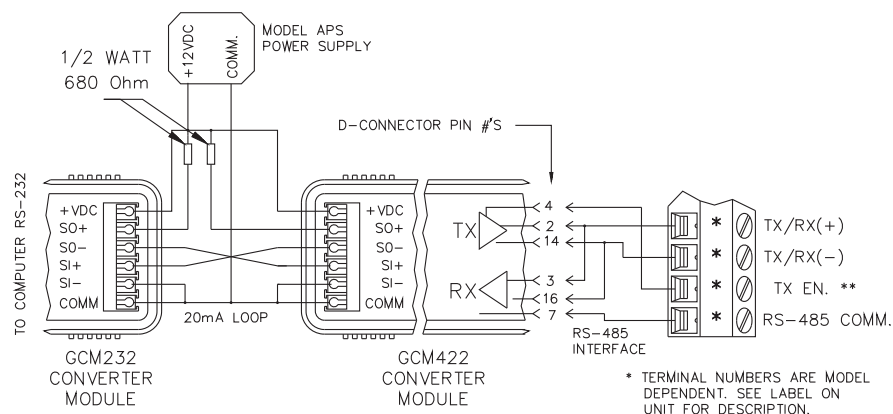 MODEL APS
POWER SUPPLY
+12VDC
COMM.
1/2 WATT
680 Ohm
D-CONNECTOR PIN #'S
TO COMPUTER RS-232
+VDC
SO+
SO-
SI+
SI-
COMM
20mA LOOP
+VDC
SO+
SO-
SI+
SI-
COMM
TX
RX
4
2
14
3
16
7
RS-485
INTERFACE
*
*
*
*
TX/RX(+)
TX/RX(-)
TX EN. **
RS-485 COMM.
GCM232
CONVERTER
MODULE
GCM422
CONVERTER
MODULE
* TERMINAL NUMBERS ARE MODEL
DEPENDENT. SEE LABEL ON
UNIT FOR DESCRIPTION.